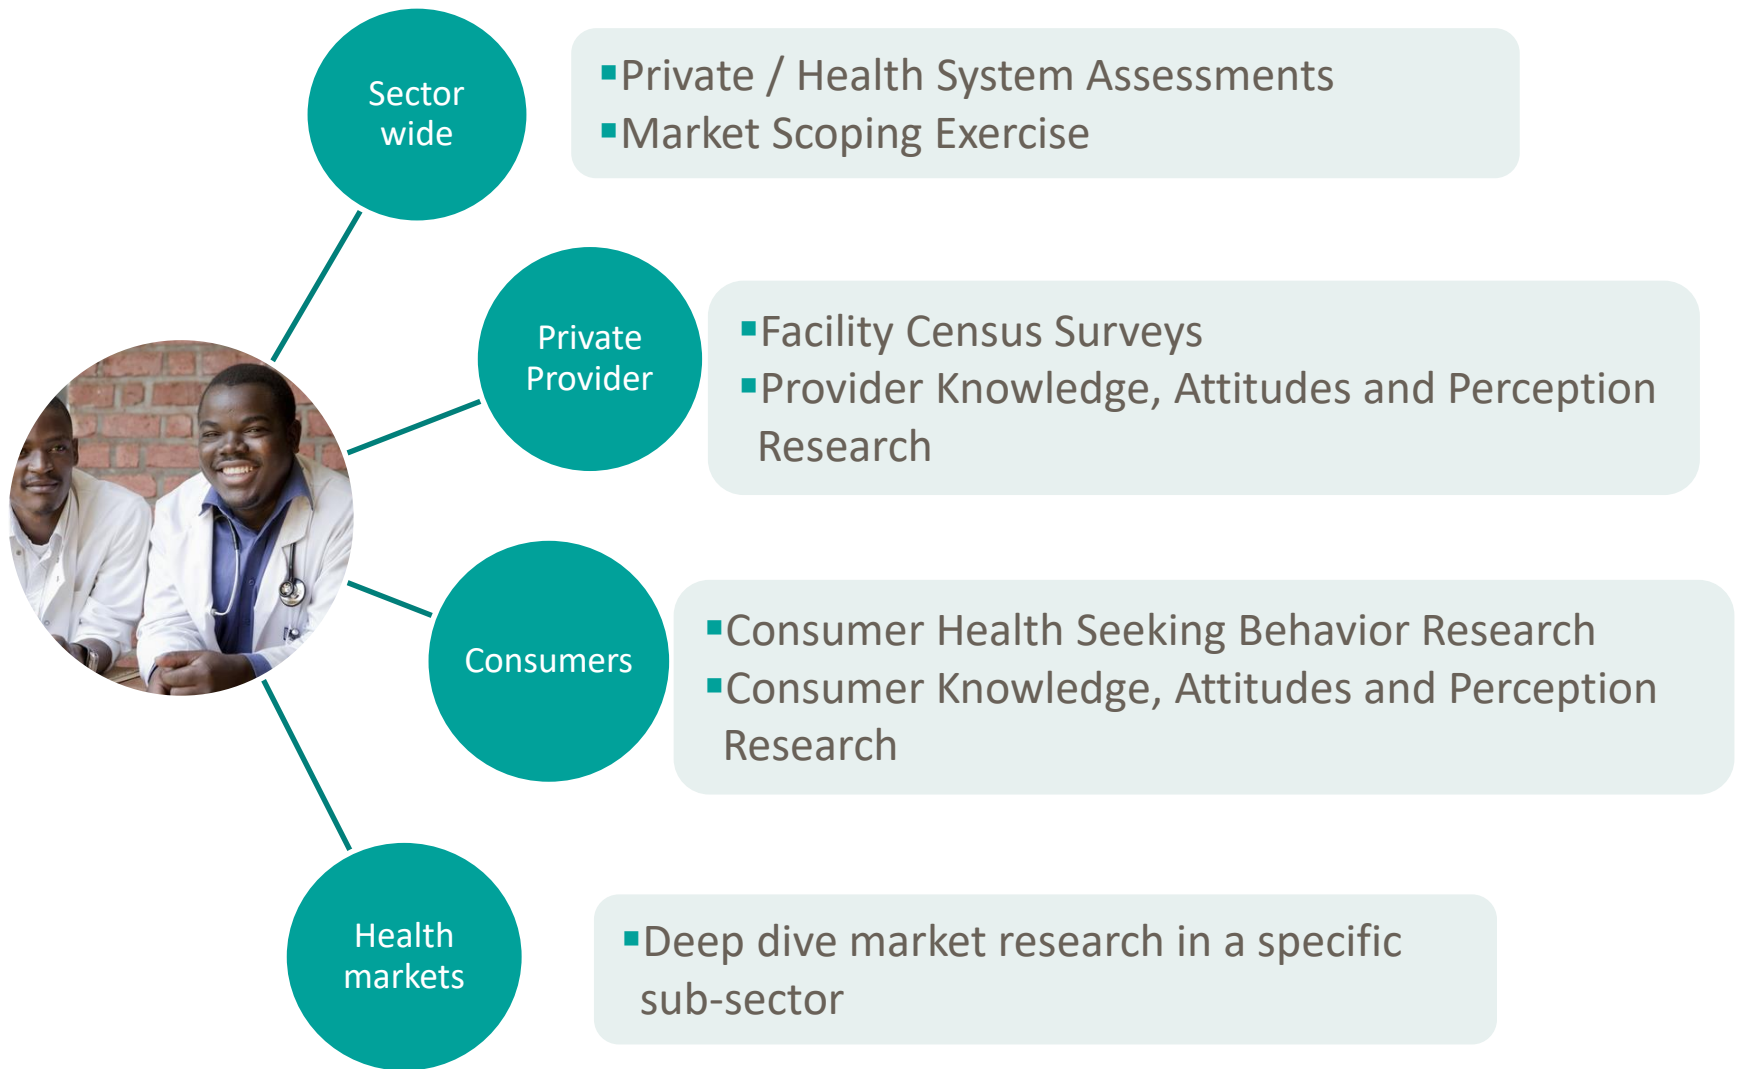 Sector
wide
▪Private / Health System Assessments
▪Market Scoping Exercise
Private
Provider
▪Facility Census Surveys
▪Provider Knowledge, Attitudes and Perception
Research
Consumers
▪Consumer Health Seeking Behavior Research
▪Consumer Knowledge, Attitudes and Perception
Research
Health
markets
▪Deep dive market research in a specific
sub-sector